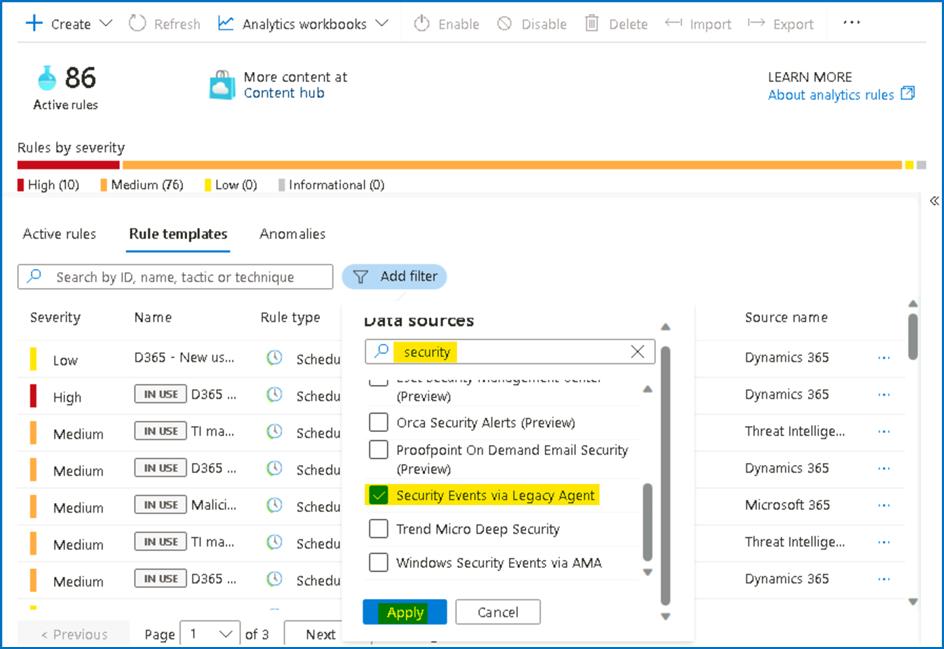 Create Refresh Analytics workbooks Enable Disable Delete Import Export ...
86
Active rules
More content at
Content hub
LEARN MORE
About analytics rules
Rules by severity
High (10) Medium (76) Low (0) Informational (0)
Active rules Rule templates Anomalies
Search by ID, name, tactic or technique Add filter
Severity Name Rule type Source name
Low D365 - New us... Schedu Dynamics 365
High IN USE D365 ... Schedu Dynamics 365
Medium IN USE TI ma... Schedu Threat Intellige...
Medium IN USE D365 ... Schedu Dynamics 365
Medium IN USE Malici... Schedu Microsoft 365
Medium IN USE TI ma... Schedu Threat Intellige...
Medium IN USE D365 ... Schedu Dynamics 365
Data sources
security
Security Management Center
(Preview)
Orca Security Alerts (Preview)
Proofpoint On Demand Email Security
(Preview)
Security Events via Legacy Agent
Trend Micro Deep Security
Windows Security Events via AMA
Apply Cancel
< Previous Page 1 of 3 Next